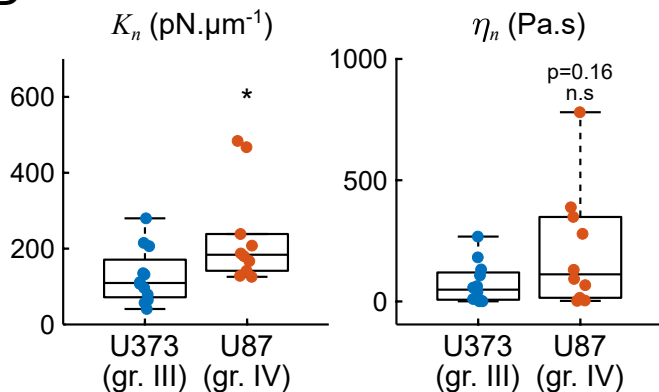 Kn (pN.µm-1)
600
400
200
0
*
U373
(gr. III)
U87
(gr. IV)
ηn (Pa.s)
1000
500
0
p=0.16
n.s
U373
(gr. III)
U87
(gr. IV)